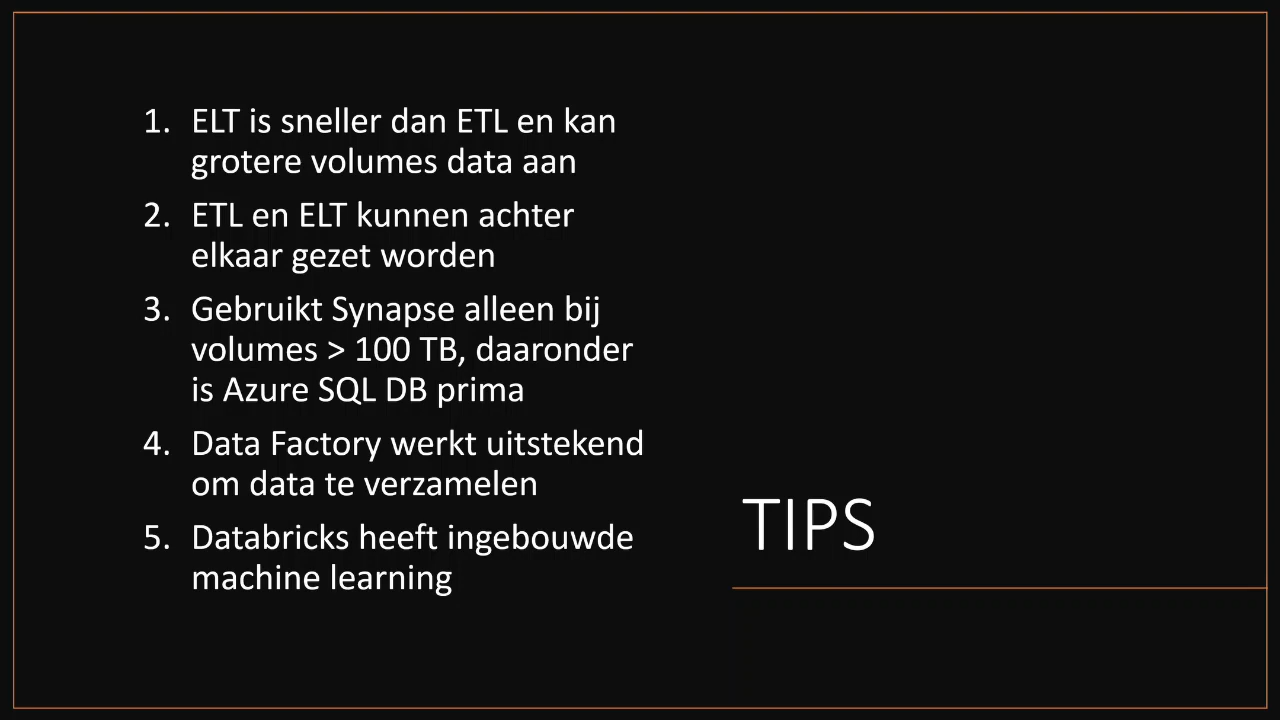 1. ELT is sneller dan ETL en kan
grotere volumes data aan
2. ETL en ELT kunnen achter
elkaar gezet worden
3. Gebruikt Synapse alleen bij
volumes > 100 TB, daaronder
is Azure SQL DB prima
4. Data Factory werkt uitstekend
om data te verzamelen
5. Databricks heeft ingebouwde
machine learning
TIPS